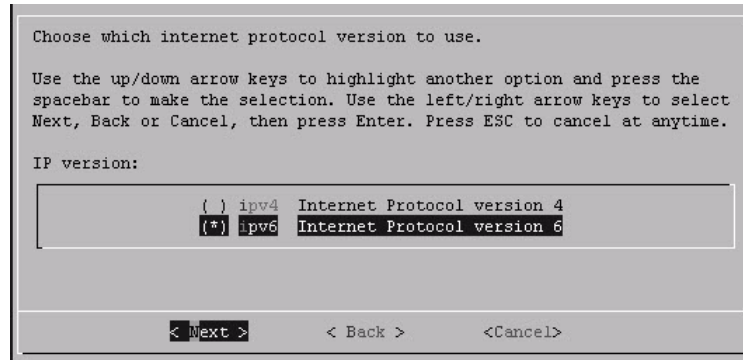 Choose which internet protocol version to use.
Use the up/down arrow keys to highlight another option and press the
spacebar to make the selection. Use the left/right arrow keys to select
Next, Back or Cancel, then press Enter. Press ESC to cancel at anytime.
IP version:
( ) ipv4 Internet Protocol version 4
(*) ipv6 Internet Protocol version 6
< Next > < Back > <Cancel>